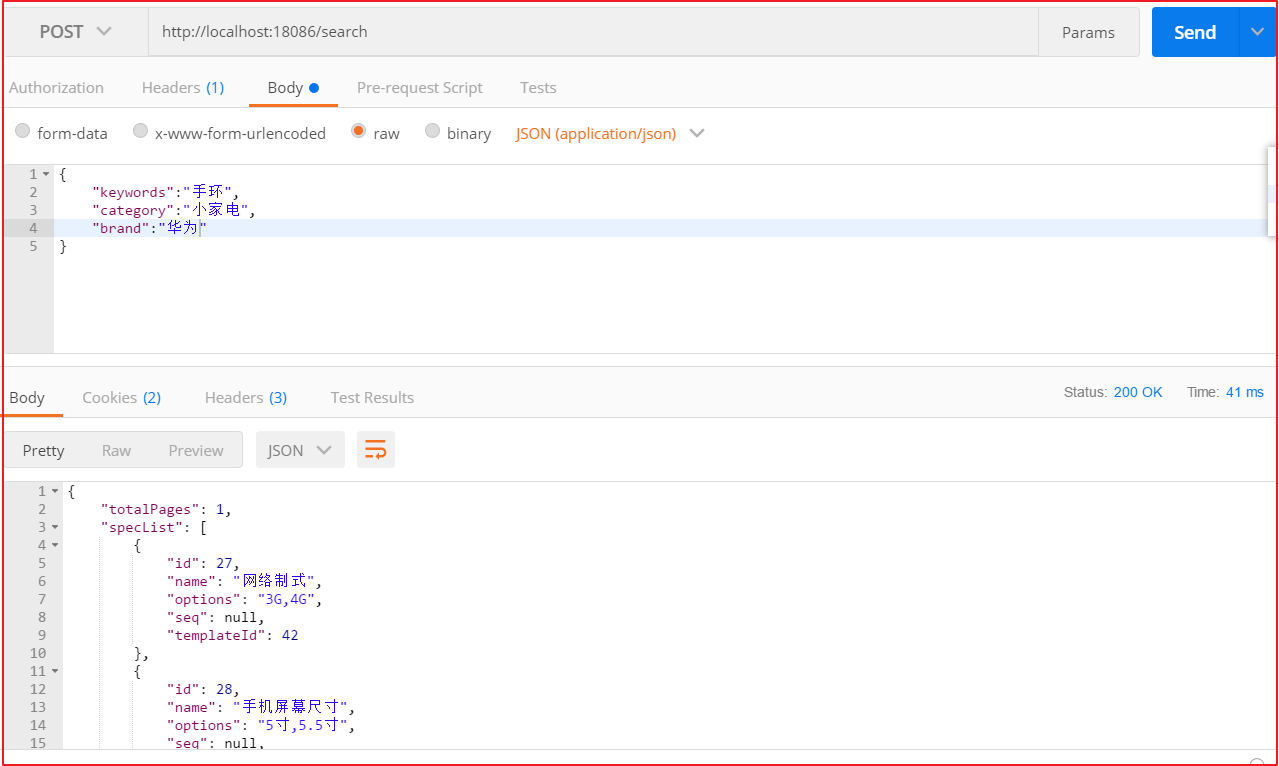 POST http://localhost:18086/search Params Send
Authorization Headers (1) Body Pre-request Script Tests
form-data x-www-form-urlencoded raw binary JSON (application/json)
1 {
2 "keywords":"手环",
3 "category":"小家电",
4 "brand":"华为"
5 }
Body Cookies (2) Headers (3) Test Results Status: 200 OK Time: 41 ms
Pretty Raw Preview JSON
1 {
2 "totalPages": 1,
3 "specList": [
4 {
5 "id": 27,
6 "name": "网络制式",
7 "options": "3G,4G",
8 "seq": null,
9 "templateId": 42
10 },
11 {
12 "id": 28,
13 "name": "手机屏幕尺寸",
14 "options": "5寸,5.5寸",
15 "seq": null,